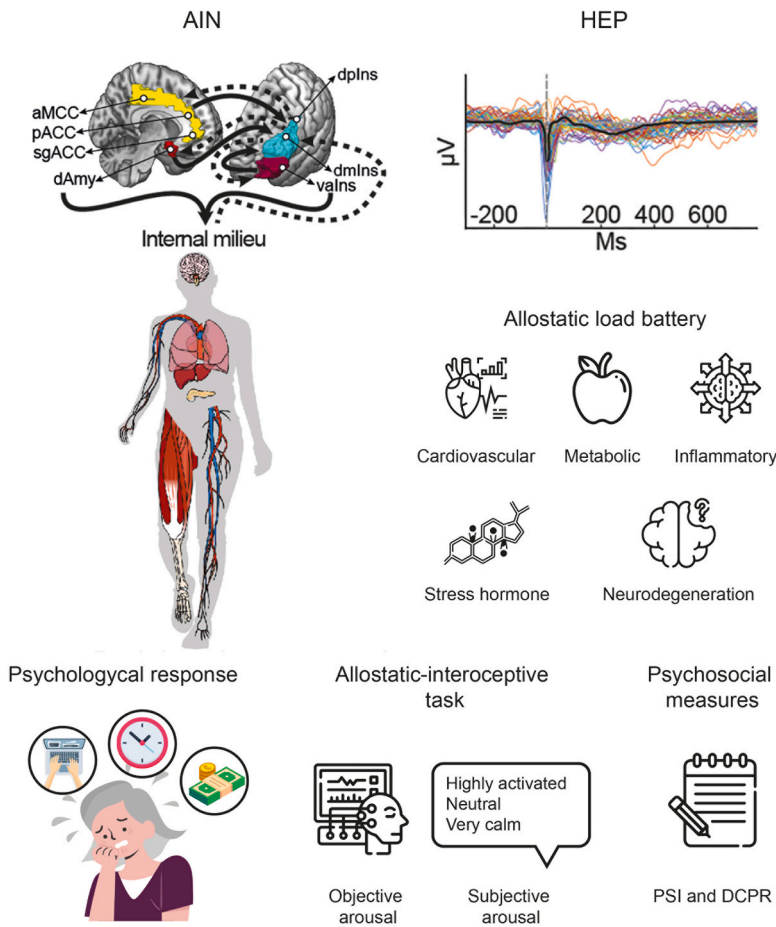 AIN
HEP
aMCC
pACC
sgACC
dAmy
dpIns
dmIns
vaIns
Internal milieu
µV
-200 0 200 400 600
Ms
Allostatic load battery
Cardiovascular
Metabolic
Inflammatory
Stress hormone
Neurodegeneration
Psychologycal response
Allostatic-interoceptive
task
Highly activated
Neutral
Very calm
Objective
arousal
Subjective
arousal
Psychosocial
measures
PSI and DCPR